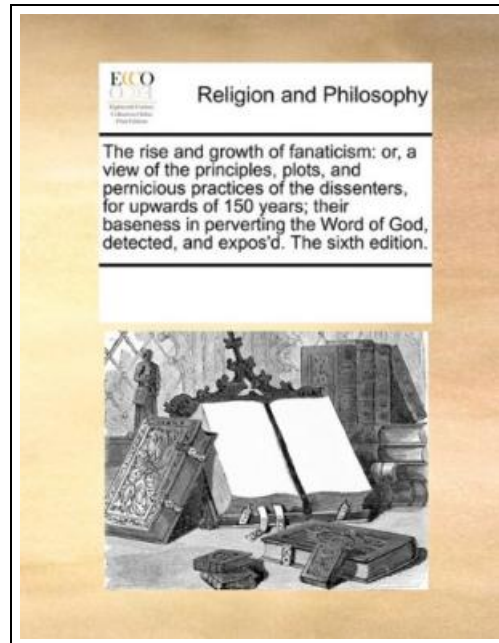 ECCO
Religion and Philosophy
The rise and growth of fanaticism: or, a
view of the principles, plots, and
pernicious practices of the dissenters,
for upwards of 150 years; their
baseness in perverting the Word of God,
detected, and expos'd. The sixth edition.